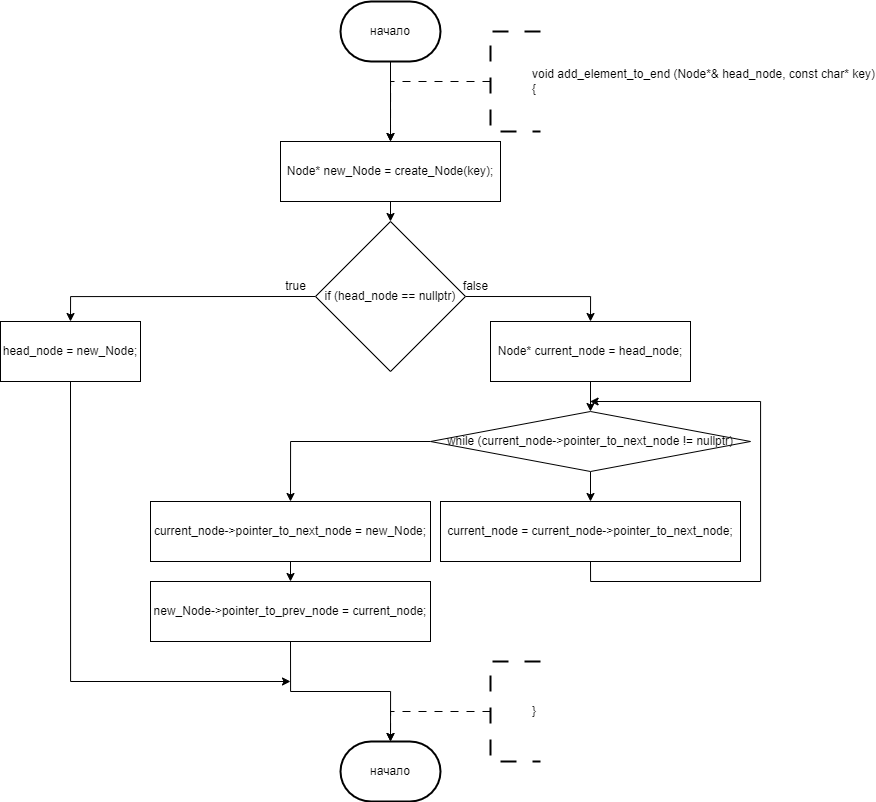 начало
void add_element_to_end (Node*& head_node, const char* key)
{
Node* new_Node = create_Node(key);
true
if (head_node == nullptr)
false
head_node = new_Node;
Node* current_node = head_node;
while (current_node->pointer_to_next_node != nullptr)
current_node->pointer_to_next_node = new_Node;
current_node = current_node->pointer_to_next_node;
new_Node->pointer_to_prev_node = current_node;
}
начало